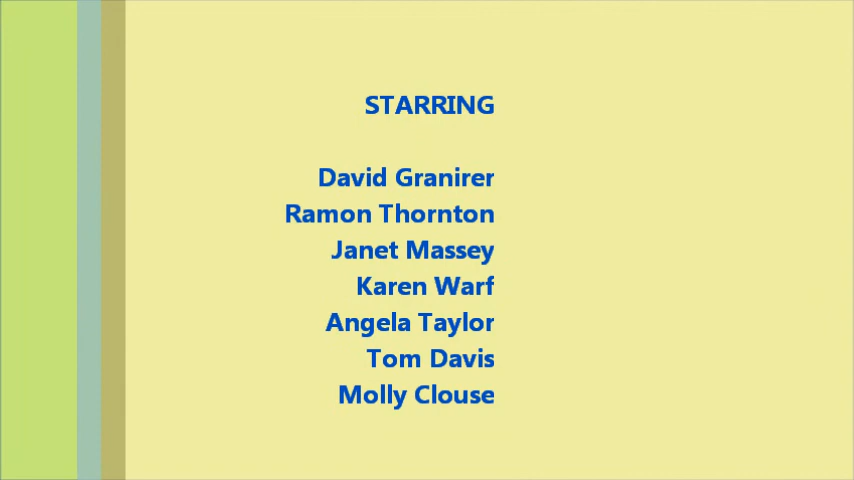 STARRING
David Granirer
Ramon Thornton
Janet Massey
Karen Warf
Angela Taylor
Tom Davis
Molly Clouse